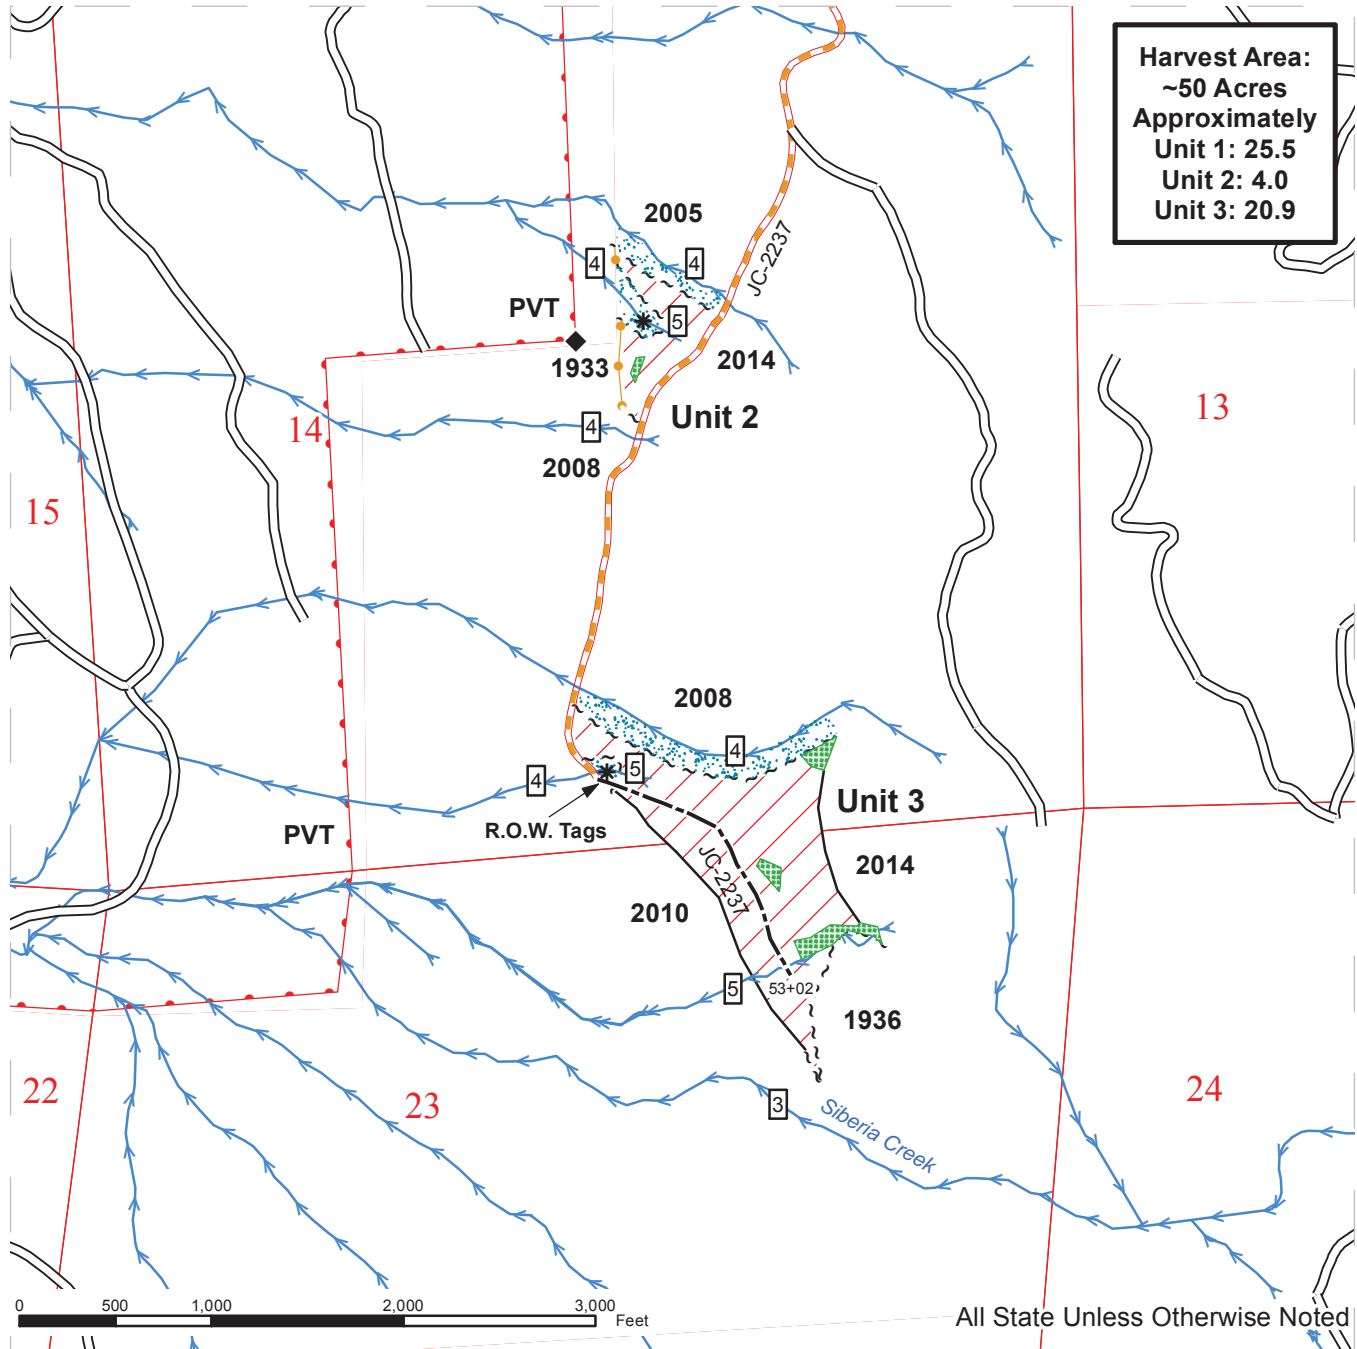 Harvest Area:
~50 Acres
Approximately
Unit 1: 25.5
Unit 2: 4.0
Unit 3: 20.9
2005
4
4
JC-2237
PVT
5
1933
2014
13
Unit 2
14
4
2008
15
2008
4
5
4
Unit 3
PVT
R.O.W. Tags
JC-2237
2014
2010
5
53+02
1936
22
23
3
24
Siberia Creek
0 500 1,000 2,000 3,000
Feet
All State Unless Otherwise Noted